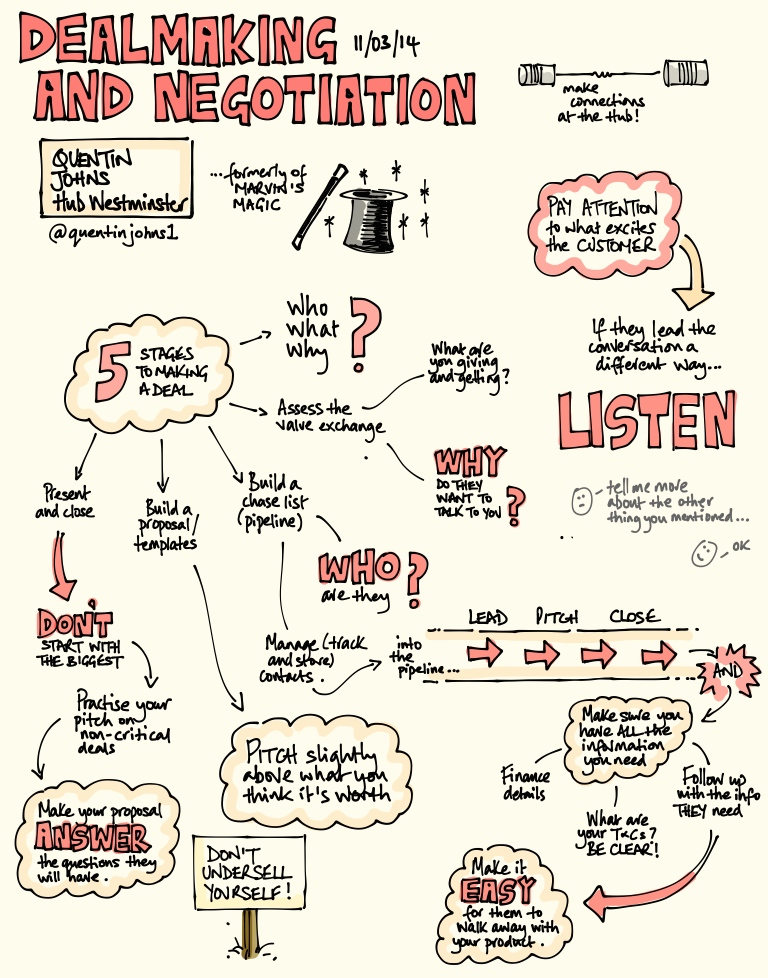 DEALMAKING 11/03/14
AND NEGOTIATION
make
connections
at the Hub!
QUENTIN
JOHNS
Hub Westminster
@quentinjohns1
...formerly of
MARVIN'S
MAGIC
PAY ATTENTION
to what excites
the CUSTOMER
If they lead the
conversation a
different way...
LISTEN
tell me more
about the other
thing you mentioned...
OK
5 STAGES
TO MAKING
A DEAL
Who
What
Why
?
Assess the
value exchange
What are
you giving
and getting?
WHY
DO THEY
WANT TO
TALK TO YOU ?
Build a
chase list
(pipeline)
WHO ?
are they
Manage (track
and share)
contacts.
into
the
pipeline...
LEAD PITCH CLOSE
AND
Make sure you
have ALL the
information
you need
Finance
details
What are
your T&Cs?
BE CLEAR!
Follow up
with the info
THEY need
Make it
EASY
for them to
walk away with
your product.
Build a
proposal/
templates
PITCH slightly
above what you
think it's worth
DON'T
UNDERSELL
YOURSELF!
Present
and close
DON'T
START WITH
THE BIGGEST
Practise your
pitch on
non-critical
deals
Make your proposal
ANSWER
the questions they
will have.